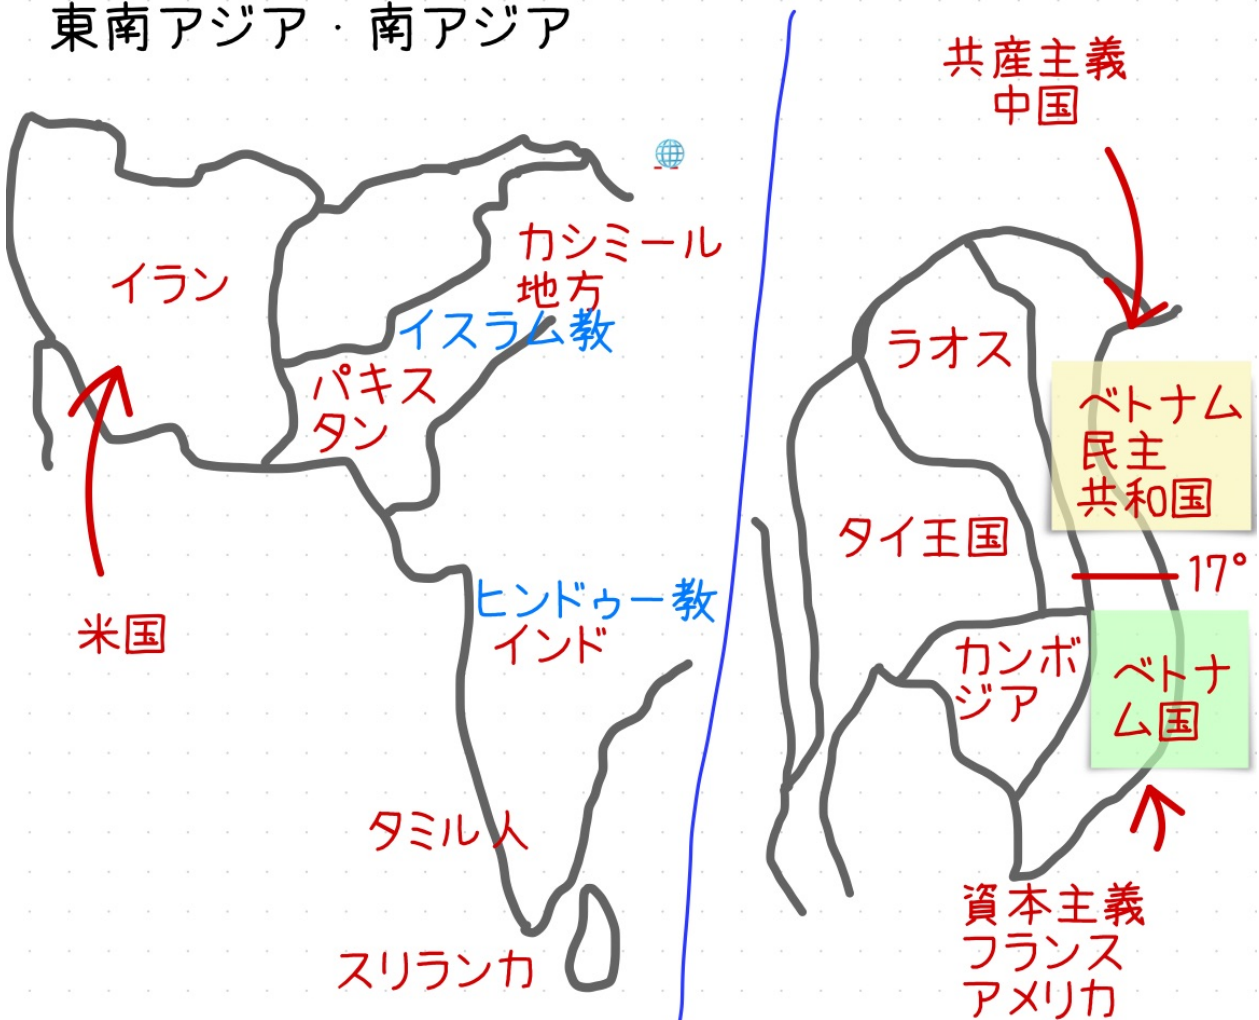 東南アジア・南アジア
イラン
米国
カシミール
地方
イスラム教
パキス
タン
ヒンドゥー教
インド
タミル人
スリランカ
共産主義
中国
ラオス
ベトナム
民主
共和国
タイ王国
17°
カンボ
ジア
ベトナ
ム国
資本主義
フランス
アメリカ